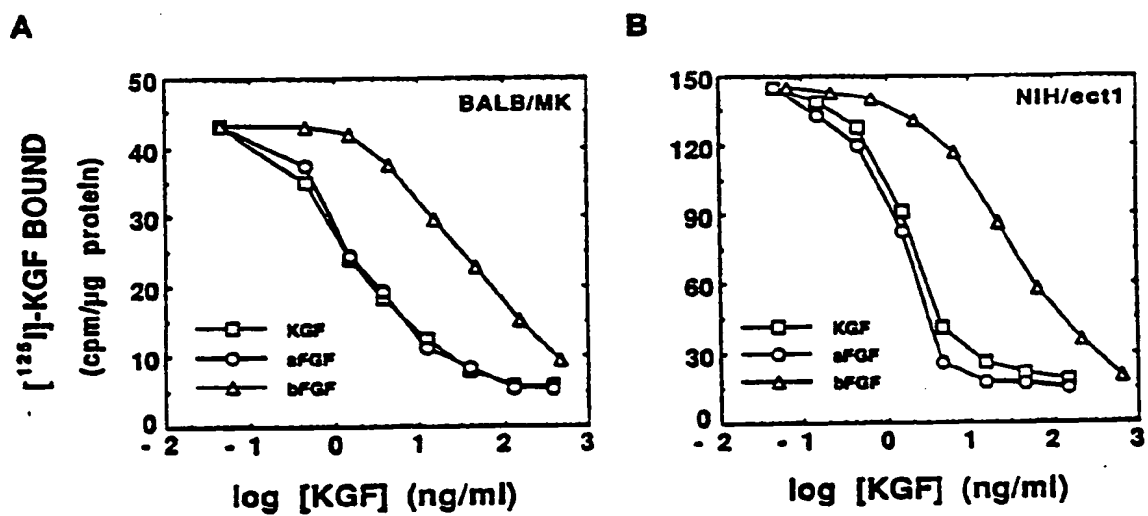 A
B
[¹²⁵I]-KGF BOUND
(cpm/µg protein)
50
40
30
20
10
0
BALB/MK
KGF
aFGF
bFGF
- 2 - 1 0 1 2 3
log [KGF] (ng/ml)
150
120
90
60
30
0
NIH/ect1
KGF
aFGF
bFGF
- 2 - 1 0 1 2 3
log [KGF] (ng/ml)